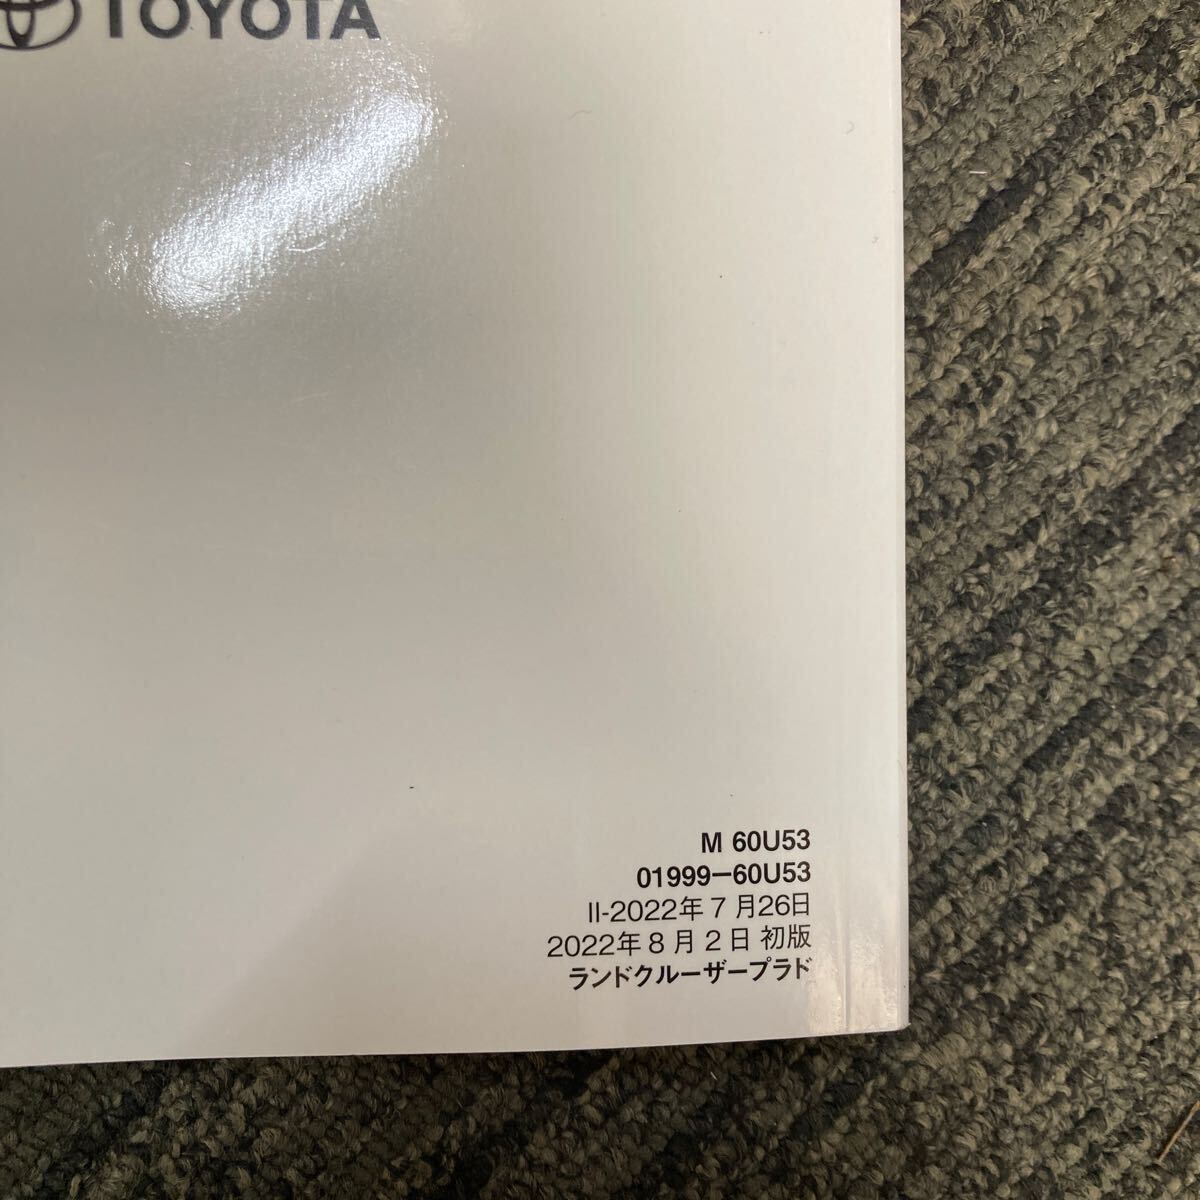 TOYOTA
M 60U53
01999-60U53
II-2022年7月26日
2022年8月2日 初版
ランドクルーザープラド